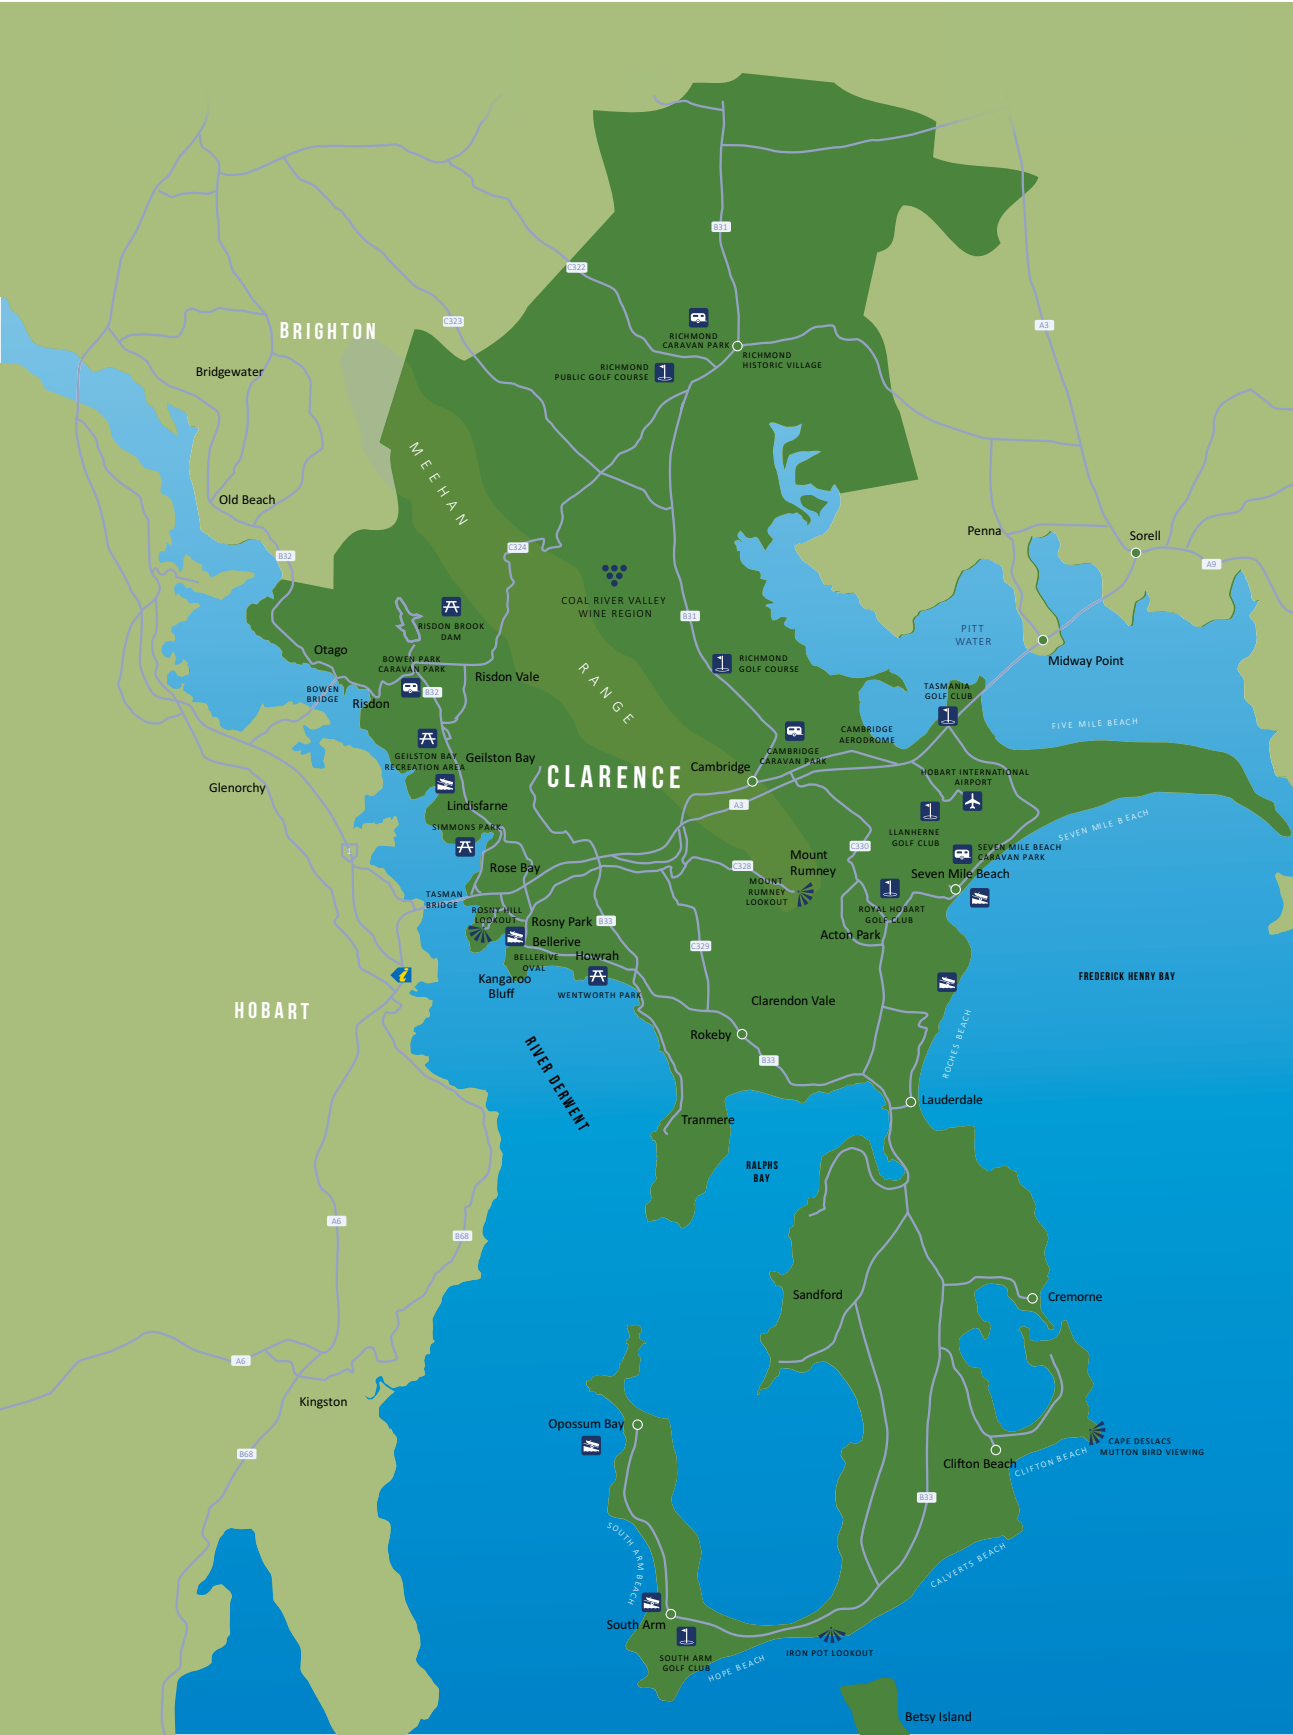 B31
C322
C323
A3
BRIGHTON
RICHMOND
CARAVAN PARK
RICHMOND
HISTORIC VILLAGE
RICHMOND
PUBLIC GOLF COURSE
Bridgewater
MEEHAN
Old Beach
Penna
Sorell
C324
B32
A9
COAL RIVER VALLEY
WINE REGION
B31
RISDON BROOK
DAM
PITT
WATER
Otago
BOWEN PARK
CARAVAN PARK
RICHMOND
GOLF COURSE
Midway Point
Risdon Vale
RANGE
BOWEN
BRIDGE
B32
Risdon
TASMANIA
GOLF CLUB
FIVE MILE BEACH
CAMBRIDGE
AERODROME
CAMBRIDGE
CARAVAN PARK
GEILSTON BAY
RECREATION AREA
Geilston Bay
CLARENCE
Cambridge
HOBART INTERNATIONAL
AIRPORT
Glenorchy
Lindisfarne
A3
SIMMONS PARK
LLANHERNE
GOLF CLUB
SEVEN MILE BEACH
1
C330
SEVEN MILE BEACH
CARAVAN PARK
Mount
Rumney
Rose Bay
C328
Seven Mile Beach
MOUNT
RUMNEY
LOOKOUT
TASMAN
BRIDGE
ROYAL HOBART
GOLF CLUB
ROSNY HILL
LOOKOUT
Rosny Park
B33
Acton Park
Bellerive
C329
BELLERIVE
OVAL
Howrah
Kangaroo
Bluff
WENTWORTH PARK
FREDERICK HENRY BAY
Clarendon Vale
HOBART
ROCHES BEACH
Rokeby
RIVER DERWENT
B33
Lauderdale
Tranmere
RALPHS
BAY
A6
B68
Sandford
Cremorne
A6
Kingston
Opossum Bay
CAPE DESLACS
MUTTON BIRD VIEWING
B68
Clifton Beach
CLIFTON BEACH
B33
SOUTH ARM BEACH
CALVERTS BEACH
South Arm
SOUTH ARM
GOLF CLUB
HOPE BEACH
IRON POT LOOKOUT
Betsy Island